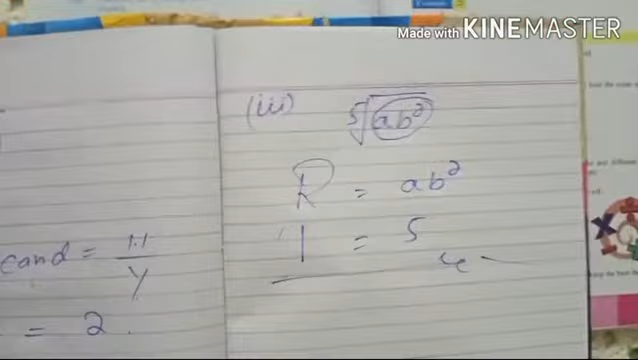 Made with KINEMASTER
(iii) ⁵√ab²
R = ab²
I = 5
cand = 11/y
= 2.